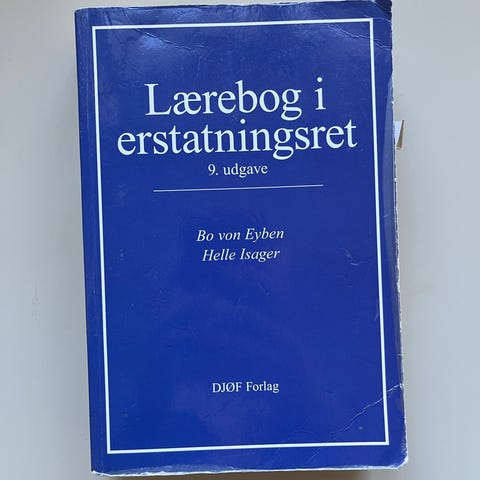 Lærebog i
erstatningsret
9. udgave
Bo von Eyben
Helle Isager
DJØF Forlag